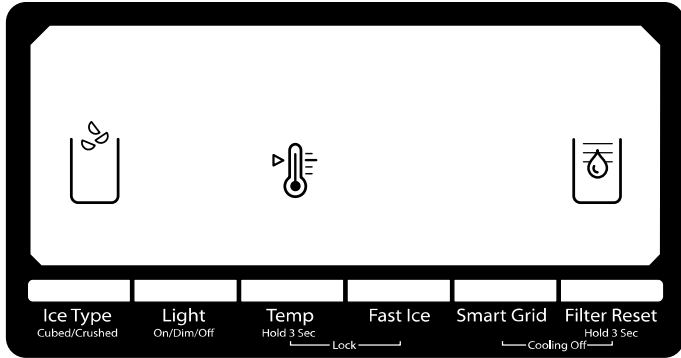 Ice Type Light Temp Fast Ice Smart Grid Filter Reset
Cubed/Crushed On/Dim/Off Hold 3 Sec Hold 3 Sec
Lock Cooling Off